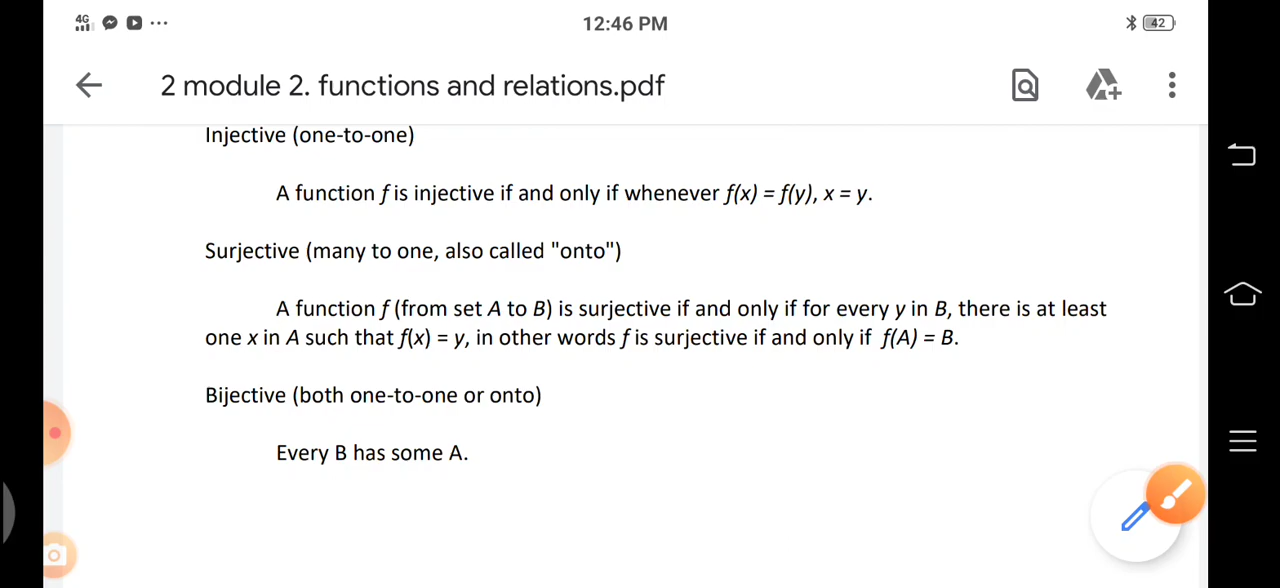 4G ... 12:46 PM 42
2 module 2. functions and relations.pdf
Injective (one-to-one)
A function f is injective if and only if whenever f(x) = f(y), x = y.
Surjective (many to one, also called "onto")
A function f (from set A to B) is surjective if and only if for every y in B, there is at least
one x in A such that f(x) = y, in other words f is surjective if and only if f(A) = B.
Bijective (both one-to-one or onto)
Every B has some A.